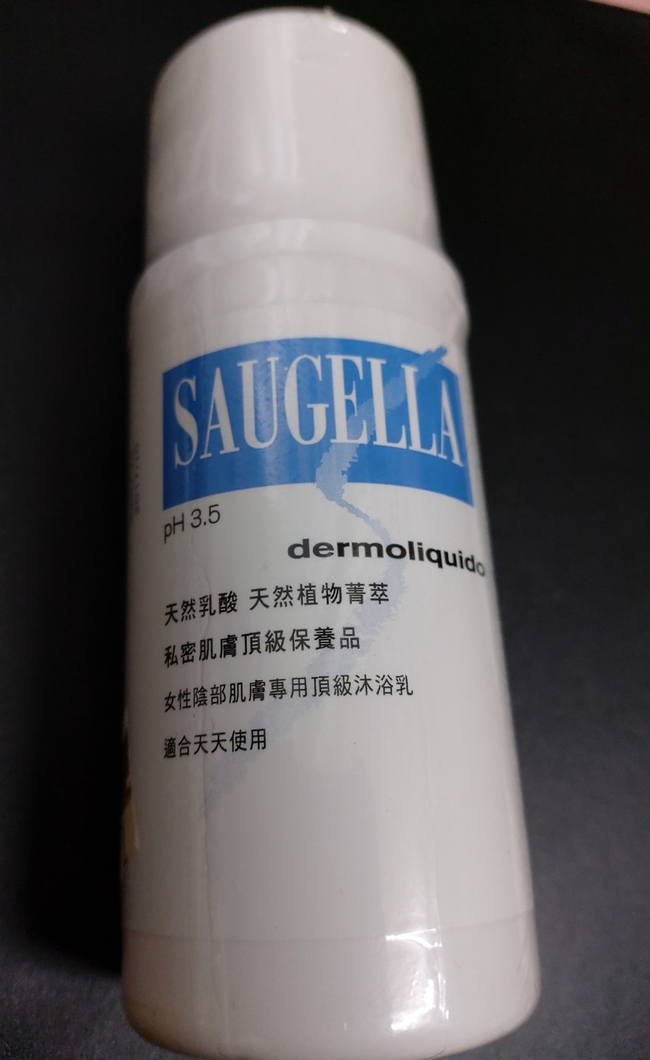 SAUGELLA
pH 3.5
dermoliquido
天然乳酸 天然植物菁萃
私密肌膚頂級保養品
女性陰部肌膚專用頂級沐浴乳
適合天天使用